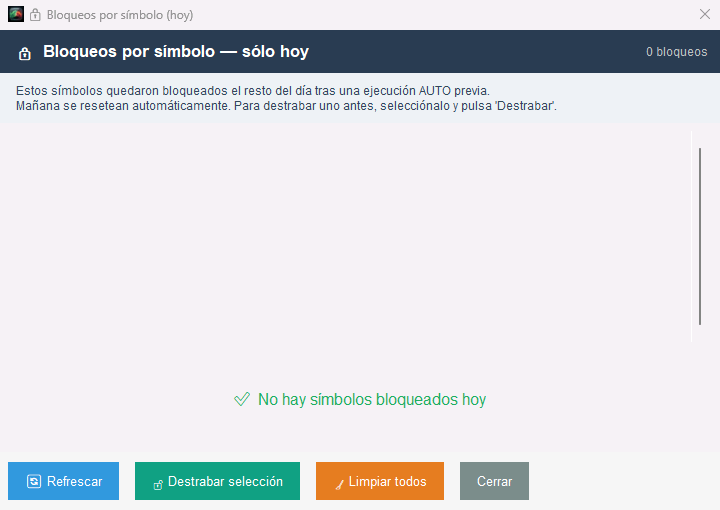 Bloqueos por símbolo (hoy)
Bloqueos por símbolo — sólo hoy
0 bloqueos
Estos símbolos quedaron bloqueados el resto del día tras una ejecución AUTO previa.
Mañana se resetean automáticamente. Para destrabar uno antes, selecciónalo y pulsa 'Destrabar'.
No hay símbolos bloqueados hoy
Refrescar
Destrabar selección
Limpiar todos
Cerrar